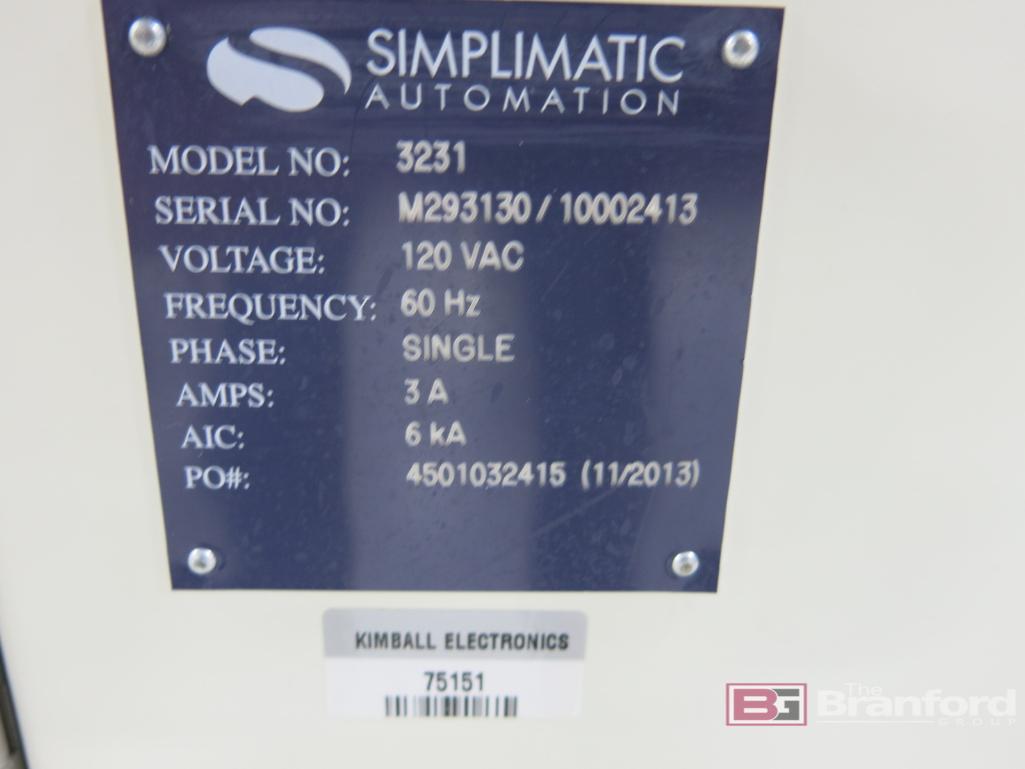 SIMPLIMATIC
AUTOMATION
MODEL NO: 3231
SERIAL NO: M293130 / 10002413
VOLTAGE: 120 VAC
FREQUENCY: 60 Hz
PHASE: SINGLE
AMPS: 3 A
AIC: 6 kA
PO#: 4501032415 (11/2013)
KIMBALL ELECTRONICS
75151
BG The
Branford
GROUP